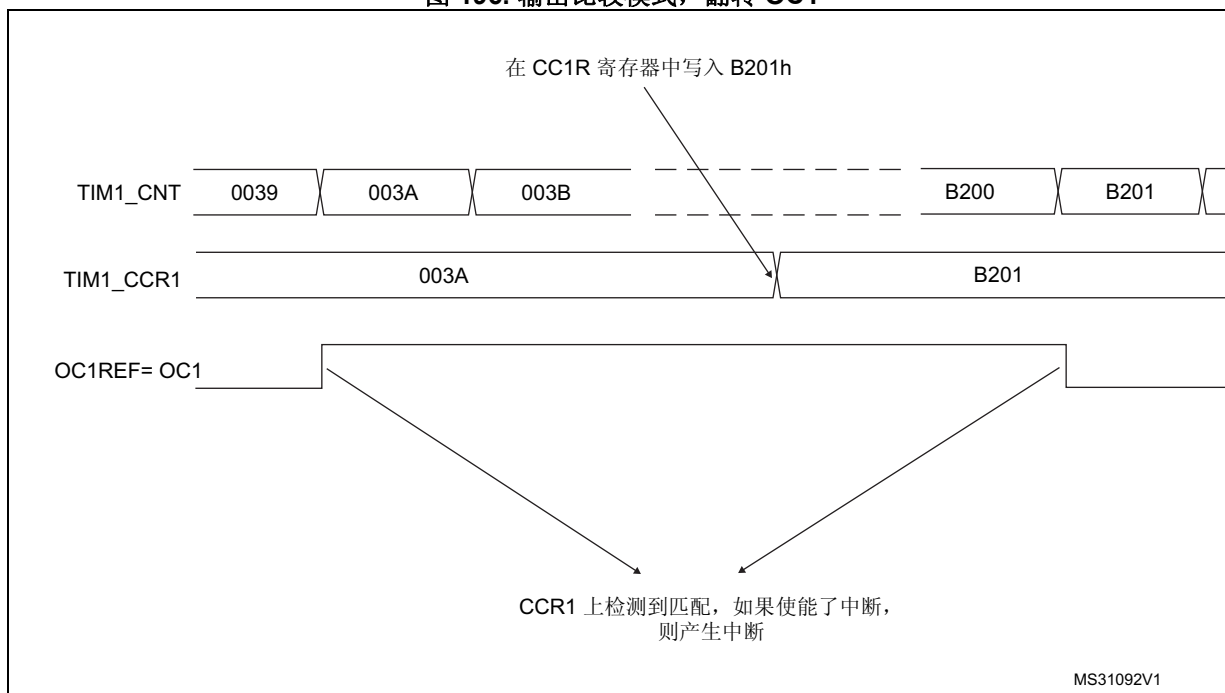 在 CC1R 寄存器中写入 B201h
TIM1_CNT 0039 003A 003B B200 B201
TIM1_CCR1 003A B201
OC1REF= OC1
CCR1 上检测到匹配，如果使能了中断，
则产生中断
MS31092V1